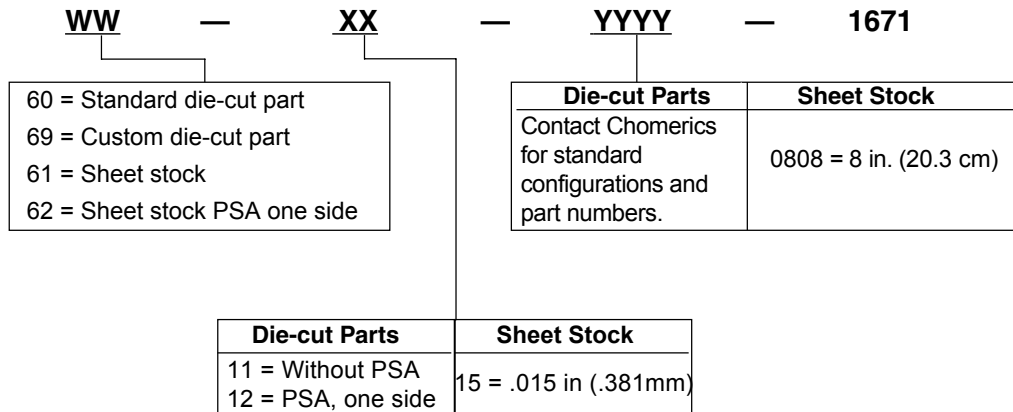 WW — XX — YYYY — 1671
60 = Standard die-cut part
69 = Custom die-cut part
61 = Sheet stock
62 = Sheet stock PSA one side
Die-cut Parts Sheet Stock
Contact Chomerics
for standard
configurations and
part numbers.
0808 = 8 in. (20.3 cm)
Die-cut Parts Sheet Stock
11 = Without PSA
12 = PSA, one side
15 = .015 in (.381mm)